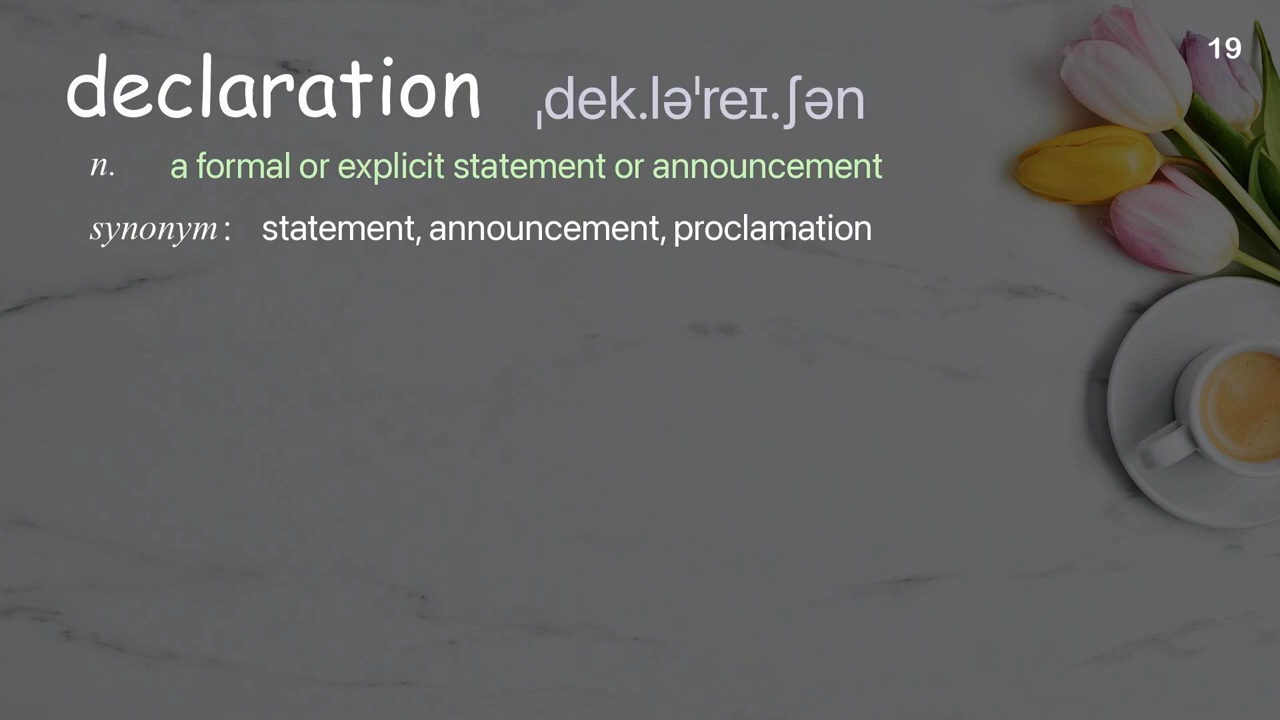 19
declaration ˌdek.ləˈreɪ.ʃən
n. a formal or explicit statement or announcement
synonym: statement, announcement, proclamation